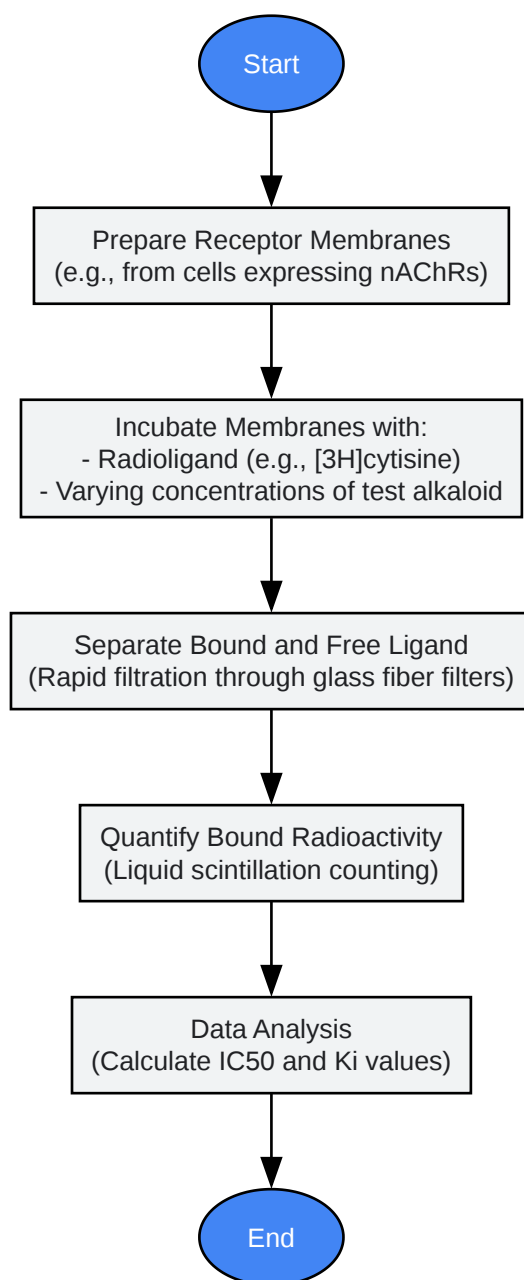 Start
Prepare Receptor Membranes
(e.g., from cells expressing nAChRs)
Incubate Membranes with:
- Radioligand (e.g., [3H]cytisine)
- Varying concentrations of test alkaloid
Separate Bound and Free Ligand
(Rapid filtration through glass fiber filters)
Quantify Bound Radioactivity
(Liquid scintillation counting)
Data Analysis
(Calculate IC50 and Ki values)
End